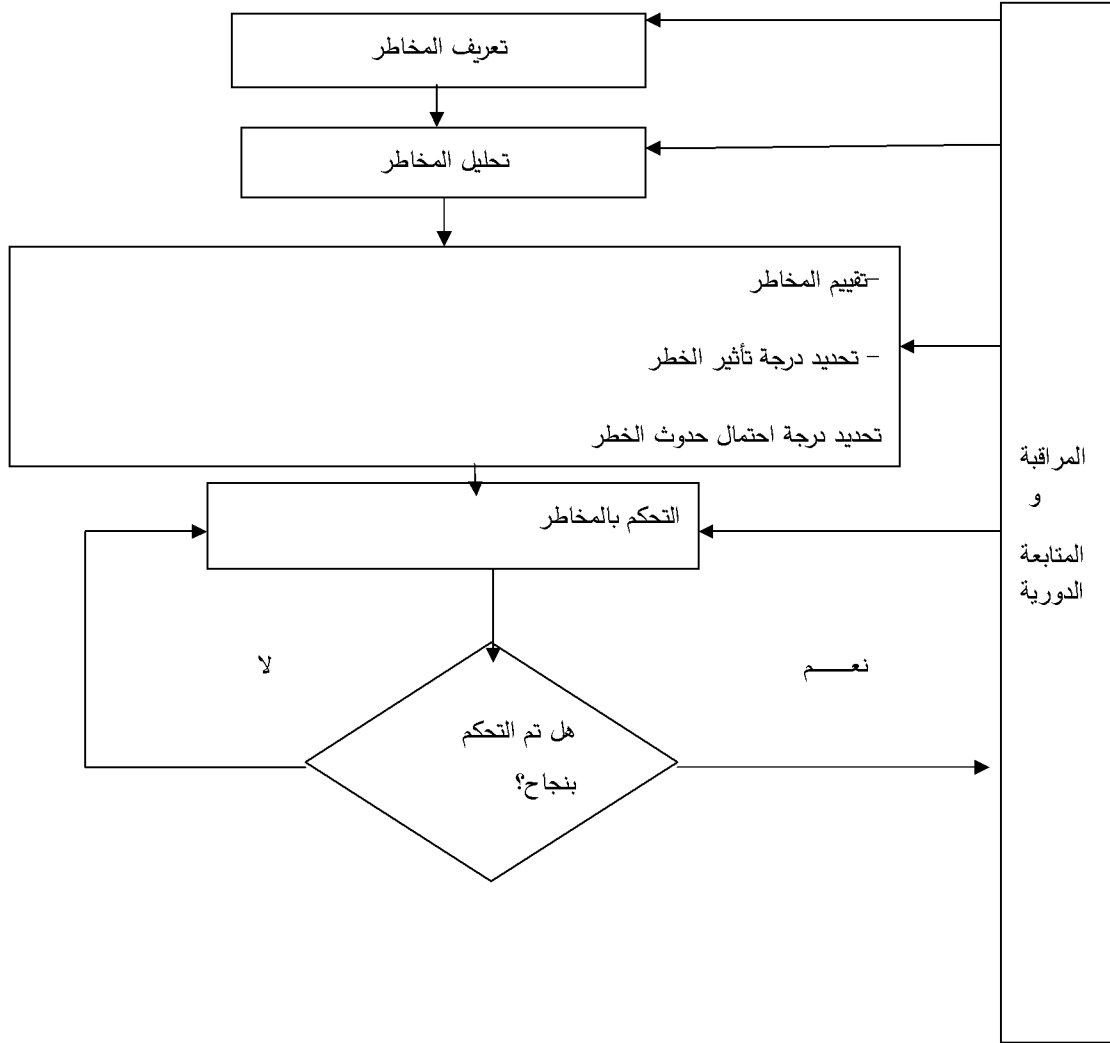 تعريف المخاطر
تحليل المخاطر
-تقييم المخاطر
- تحديد درجة تأثير الخطر
تحديد درجة احتمال حدوث الخطر
التحكم بالمخاطر
المراقبة
و
المتابعة
الدورية
لا
نعـــــم
هل تم التحكم
بنجاح؟